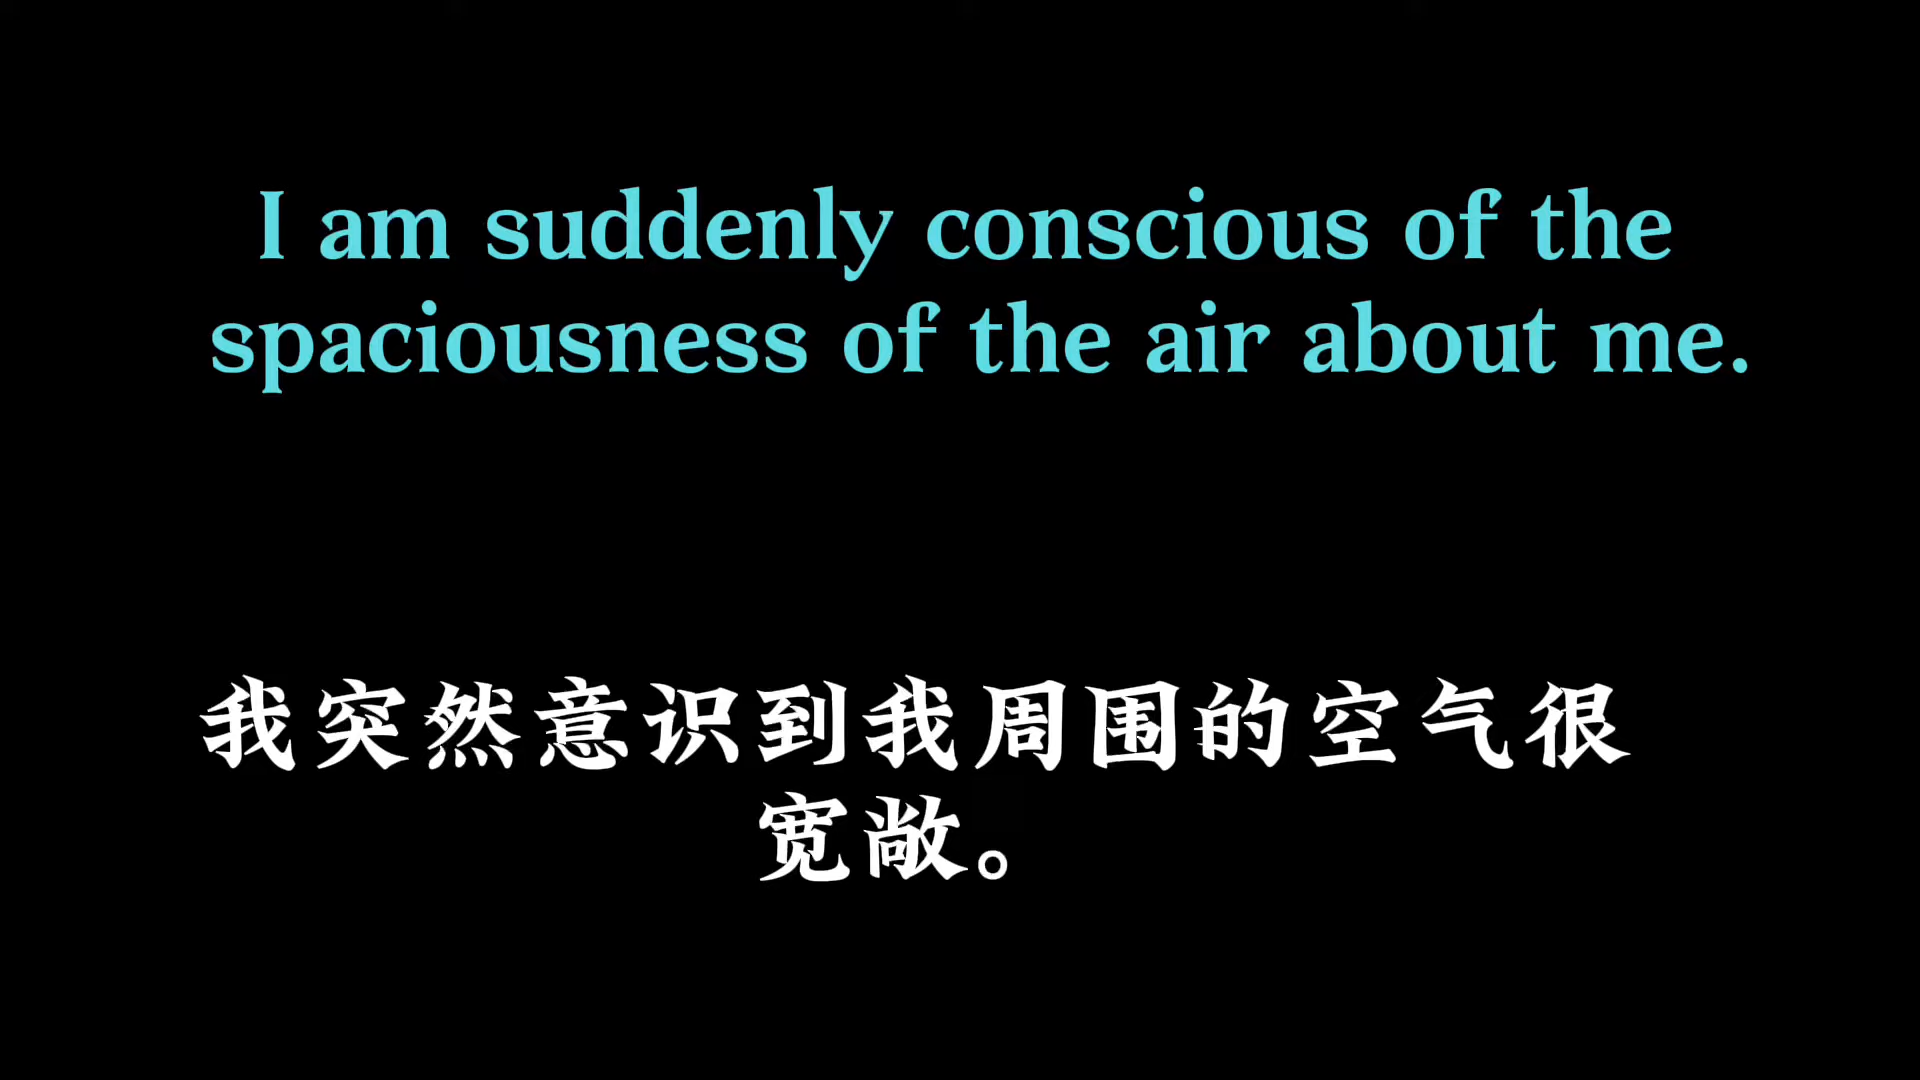 I am suddenly conscious of the
spaciousness of the air about me.
我突然意识到我周围的空气很
宽敞。